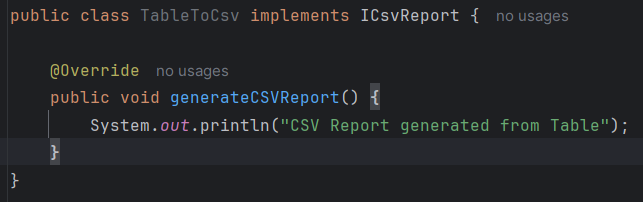 public class TableToCsv implements ICsvReport {  no usages
    @Override  no usages
    public void generateCSVReport() {
        System.out.println("CSV Report generated from Table");
    }
}